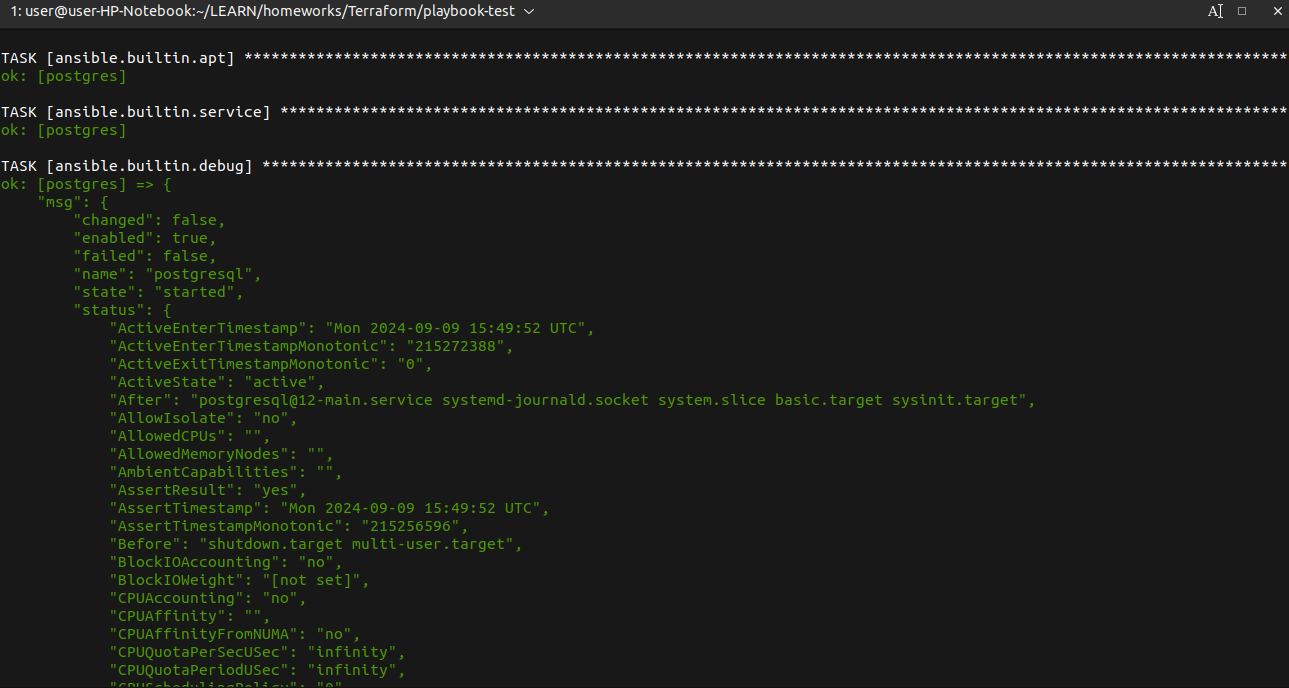 1: user@user-HP-Notebook:~/LEARN/homeworks/Terraform/playbook-test
TASK [ansible.builtin.apt] ********************************************************************************************************************
ok: [postgres]
TASK [ansible.builtin.service] ****************************************************************************************************************
ok: [postgres]
TASK [ansible.builtin.debug] ******************************************************************************************************************
ok: [postgres] => {
    "msg": {
        "changed": false,
        "enabled": true,
        "failed": false,
        "name": "postgresql",
        "state": "started",
        "status": {
            "ActiveEnterTimestamp": "Mon 2024-09-09 15:49:52 UTC",
            "ActiveEnterTimestampMonotonic": "215272388",
            "ActiveExitTimestampMonotonic": "0",
            "ActiveState": "active",
            "After": "postgresql@12-main.service systemd-journald.socket system.slice basic.target sysinit.target",
            "AllowIsolate": "no",
            "AllowedCPUs": "",
            "AllowedMemoryNodes": "",
            "AmbientCapabilities": "",
            "AssertResult": "yes",
            "AssertTimestamp": "Mon 2024-09-09 15:49:52 UTC",
            "AssertTimestampMonotonic": "215256596",
            "Before": "shutdown.target multi-user.target",
            "BlockIOAccounting": "no",
            "BlockIOWeight": "[not set]",
            "CPUAccounting": "no",
            "CPUAffinity": "",
            "CPUAffinityFromNUMA": "no",
            "CPUQuotaPerSecUSec": "infinity",
            "CPUQuotaPeriodUSec": "infinity",
            "CPUSchedulingPolicy": "0",